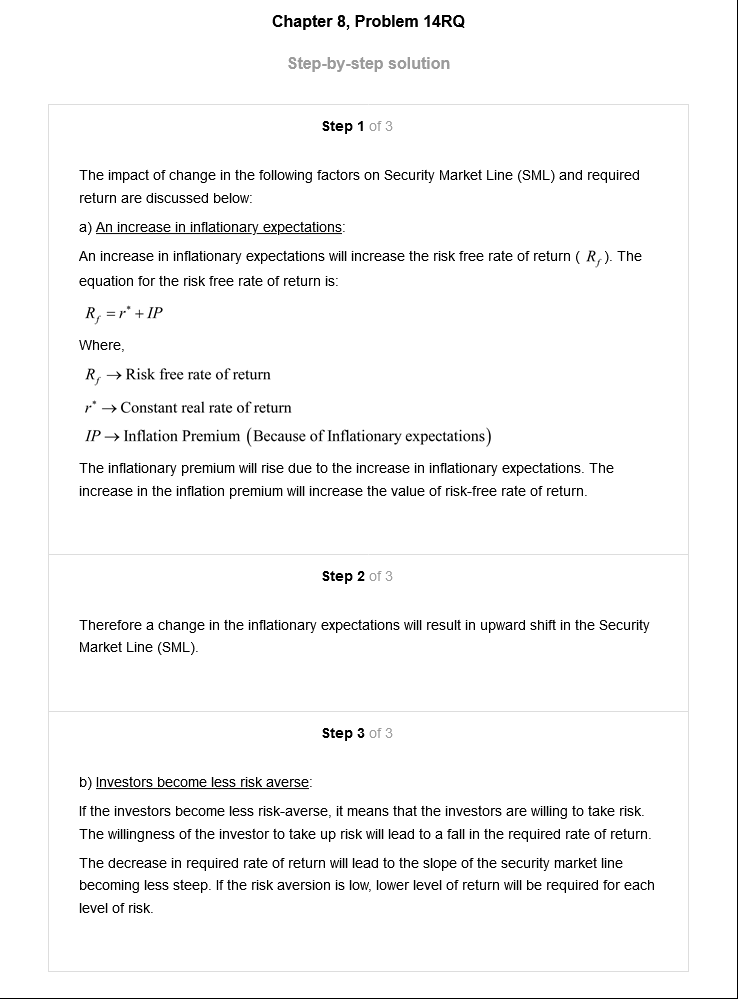 Chapter 8, Problem 14RQ
Step-by-step solution
Step 1 of 3
The impact of change in the following factors on Security Market Line (SML) and required
return are discussed below:
a) An increase in inflationary expectations:
An increase in inflationary expectations will increase the risk free rate of return ( R_f ). The
equation for the risk free rate of return is:
R_f = r* + IP
Where,
R_f → Risk free rate of return
r* → Constant real rate of return
IP → Inflation Premium (Because of Inflationary expectations)
The inflationary premium will rise due to the increase in inflationary expectations. The
increase in the inflation premium will increase the value of risk-free rate of return.
Step 2 of 3
Therefore a change in the inflationary expectations will result in upward shift in the Security
Market Line (SML).
Step 3 of 3
b) Investors become less risk averse:
If the investors become less risk-averse, it means that the investors are willing to take risk.
The willingness of the investor to take up risk will lead to a fall in the required rate of return.
The decrease in required rate of return will lead to the slope of the security market line
becoming less steep. If the risk aversion is low, lower level of return will be required for each
level of risk.